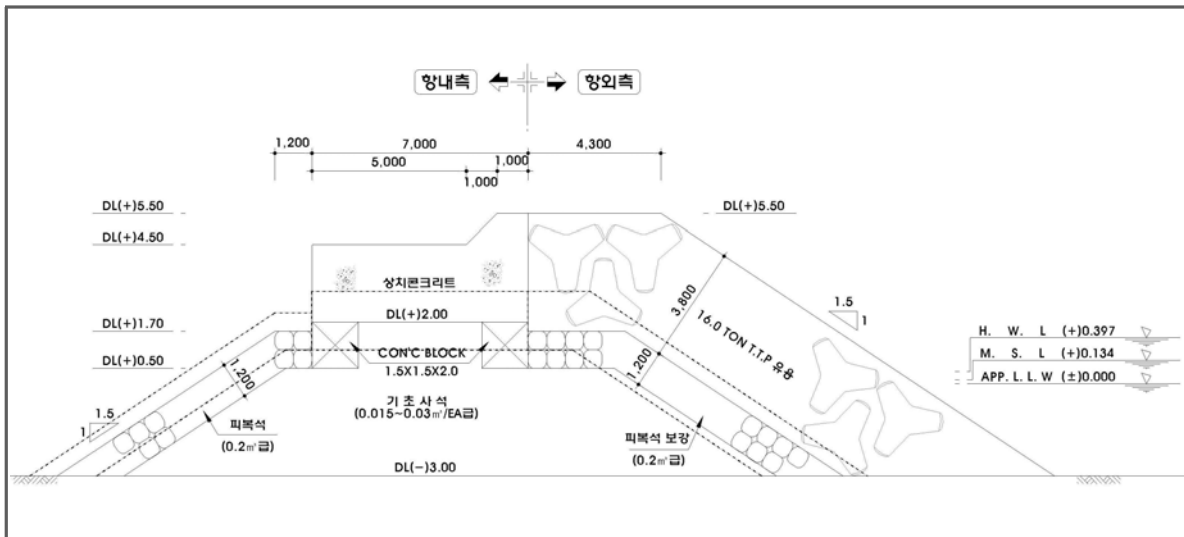 항내측 항외측
1,200 7,000 4,300
5,000 1,000
1,000
DL(+)5.50 DL(+)5.50
DL(+)4.50
상치콘크리트
3,800
1.5
1
DL(+)2.00
DL(+)1.70
16.0 TON T.T.P 유용
H. W. L (+)0.397
M. S. L (+)0.134
DL(+)0.50
CON'C BLOCK
1.5X1.5X2.0
1,200
1,200
APP. L. L. W (±)0.000
기초사석
(0.015~0.03㎥/EA급)
1.5
1
피복석
(0.2㎥급)
피복석 보강
(0.2㎥급)
DL(-)3.00